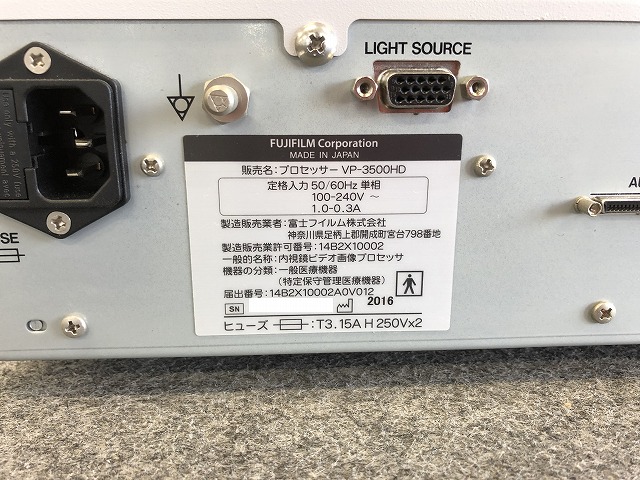 LIGHT SOURCE
FUJIFILM Corporation
MADE IN JAPAN
販売名:プロセッサー VP-3500HD
定格入力 50/60Hz 単相
100-240V ～
1.0-0.3A
製造販売業者:富士フイルム株式会社
神奈川県足柄上郡開成町宮台798番地
製造販売業許可番号:14B2X10002
一般的名称:内視鏡ビデオ画像プロセッサ
機器の分類:一般医療機器
(特定保守管理医療機器)
届出番号:14B2X10002A0V012
SN
2016
ヒューズ :T3.15A H 250Vx2